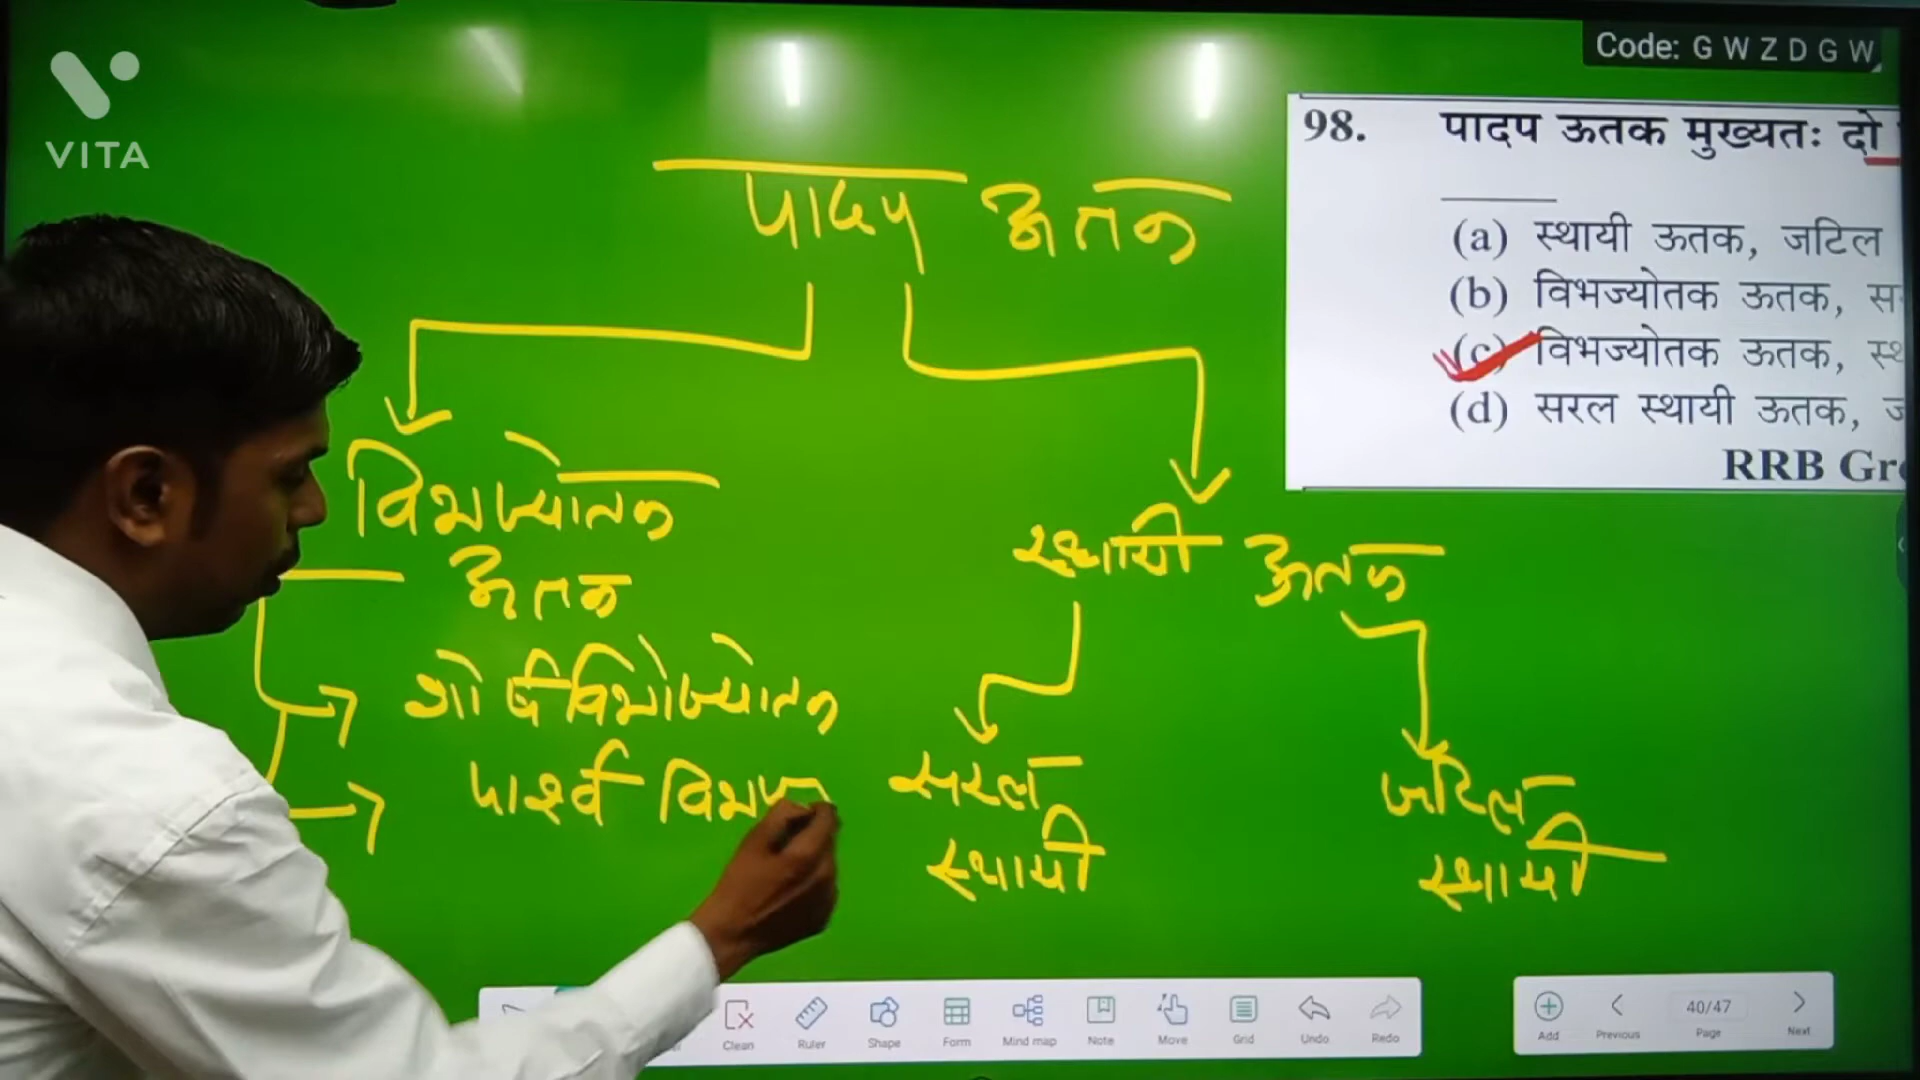 VITA
Code: G W Z D G W
98. पादप ऊतक मुख्यतः दो
(a) स्थायी ऊतक, जटिल
(b) विभज्योतक ऊतक, स
(c) विभज्योतक ऊतक, स्थ
(d) सरल स्थायी ऊतक, ज
RRB Gr
पादप ऊतक
विभज्योतक
ऊतक
स्थायी ऊतक
पार्श्व
सरल
स्थायी
जटिल
स्थायी
Clean
Ruler
Shape
Form
Mind map
Note
Move
Grid
Undo
Redo
Add
Previous
40/47
Page
Next